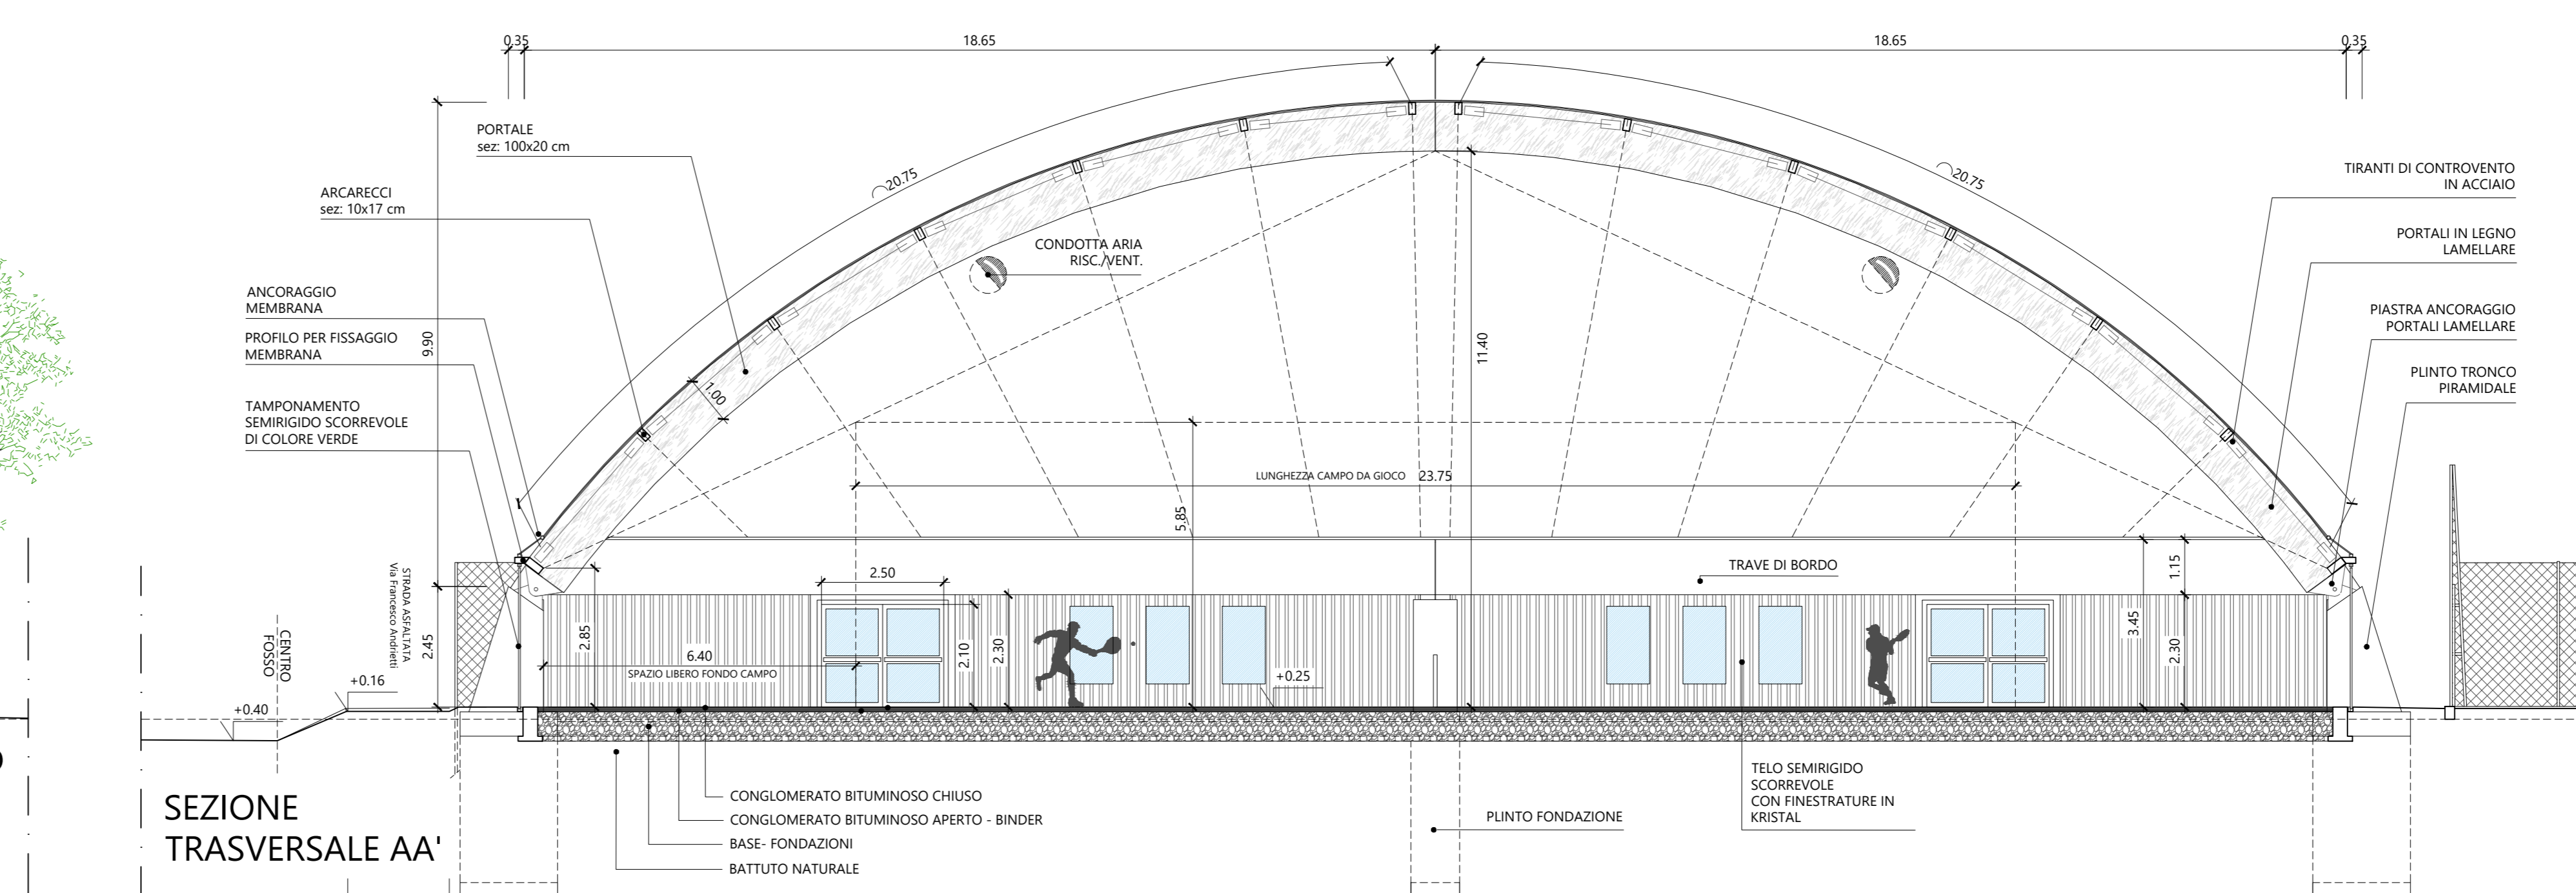 0.35
18.65
18.65
0.35
PORTALE
sez: 100x20 cm
ARCARECCI
sez: 10x17 cm
ANCORAGGIO
MEMBRANA
PROFILO PER FISSAGGIO
MEMBRANA
TAMPONAMENTO
SEMIRIGIDO SCORREVOLE
DI COLORE VERDE
9.90
2.45
20.75
20.75
1.00
CONDOTTA ARIA
RISC./VENT.
11.40
5.85
LUNGHEZZA CAMPO DA GIOCO 23.75
TIRANTI DI CONTROVENTO
IN ACCIAIO
PORTALI IN LEGNO
LAMELLARE
PIASTRA ANCORAGGIO
PORTALI LAMELLARE
PLINTO TRONCO
PIRAMIDALE
STRADA ASFALTATA
Via Francesco Andrietti
CENTRO
FOSSO
+0.40
+0.16
2.85
2.50
6.40
SPAZIO LIBERO FONDO CAMPO
2.10
2.30
+0.25
TRAVE DI BORDO
3.45
1.15
2.30
SEZIONE
TRASVERSALE AA'
CONGLOMERATO BITUMINOSO CHIUSO
CONGLOMERATO BITUMINOSO APERTO - BINDER
BASE- FONDAZIONI
BATTUTO NATURALE
PLINTO FONDAZIONE
TELO SEMIRIGIDO
SCORREVOLE
CON FINESTRATURE IN
KRISTAL